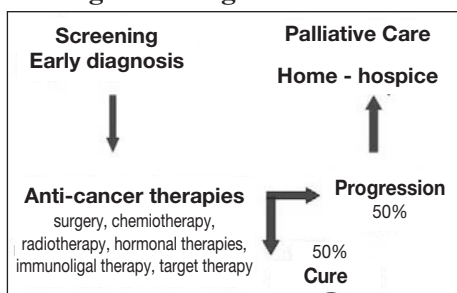 Screening
Early diagnosis
Palliative Care
Home - hospice
Anti-cancer therapies
surgery, chemiotherapy,
radiotherapy, hormonal therapies,
immunoligal therapy, target therapy
Progression
50%
50%
Cure